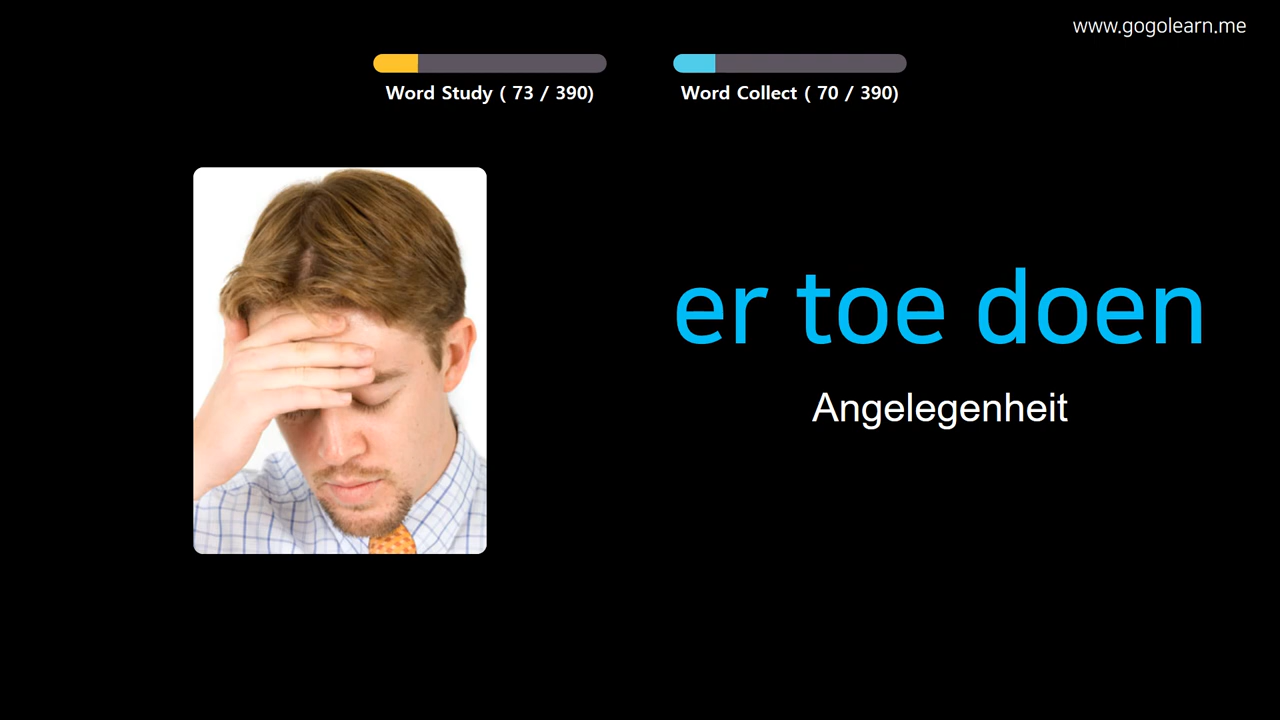 www.gogolearn.me
Word Study ( 73 / 390)
Word Collect ( 70 / 390)
er toe doen
Angelegenheit